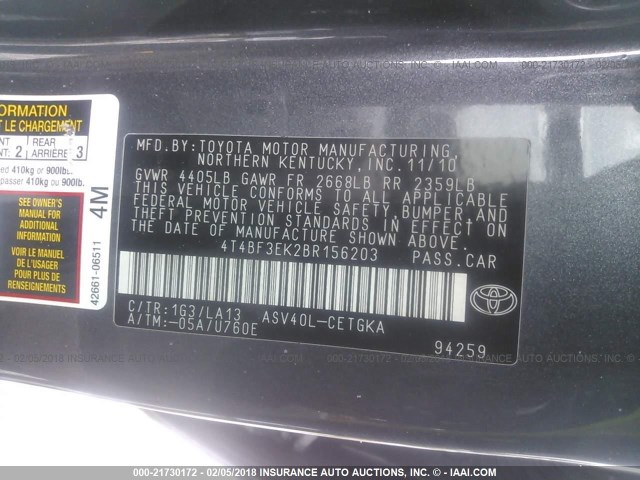 ORMATION
T LE CHARGEMENT
NT: 2 REAR ARRIÈRE 3
eed 410kg or 900lbs.
passer 410kg ou 900lb.
SEE OWNER'S
MANUAL FOR
ADDITIONAL
INFORMATION
VOIR LE MANUEL
DE L'USAGER
POUR PLUS DE
RENSEIGNEMENTS
4M
42661-06511
MFD.BY:TOYOTA MOTOR MANUFACTURING,
NORTHERN KENTUCKY, INC. 11/10
GVWR 4405LB GAWR FR 2668LB RR 2359LB
THIS VEHICLE CONFORMS TO ALL APPLICABLE
FEDERAL MOTOR VEHICLE SAFETY, BUMPER, AND
THEFT PREVENTION STANDARDS IN EFFECT ON
THE DATE OF MANUFACTURE SHOWN ABOVE.
4T4BF3EK2BR156203 PASS.CAR
C/TR:1G3/LA13 ASV40L-CETGKA
A/TM:-05A/U760E
94259
000-21730172 - 02/05/2018 INSURANCE AUTO AUCTIONS - © - IAAI.COM